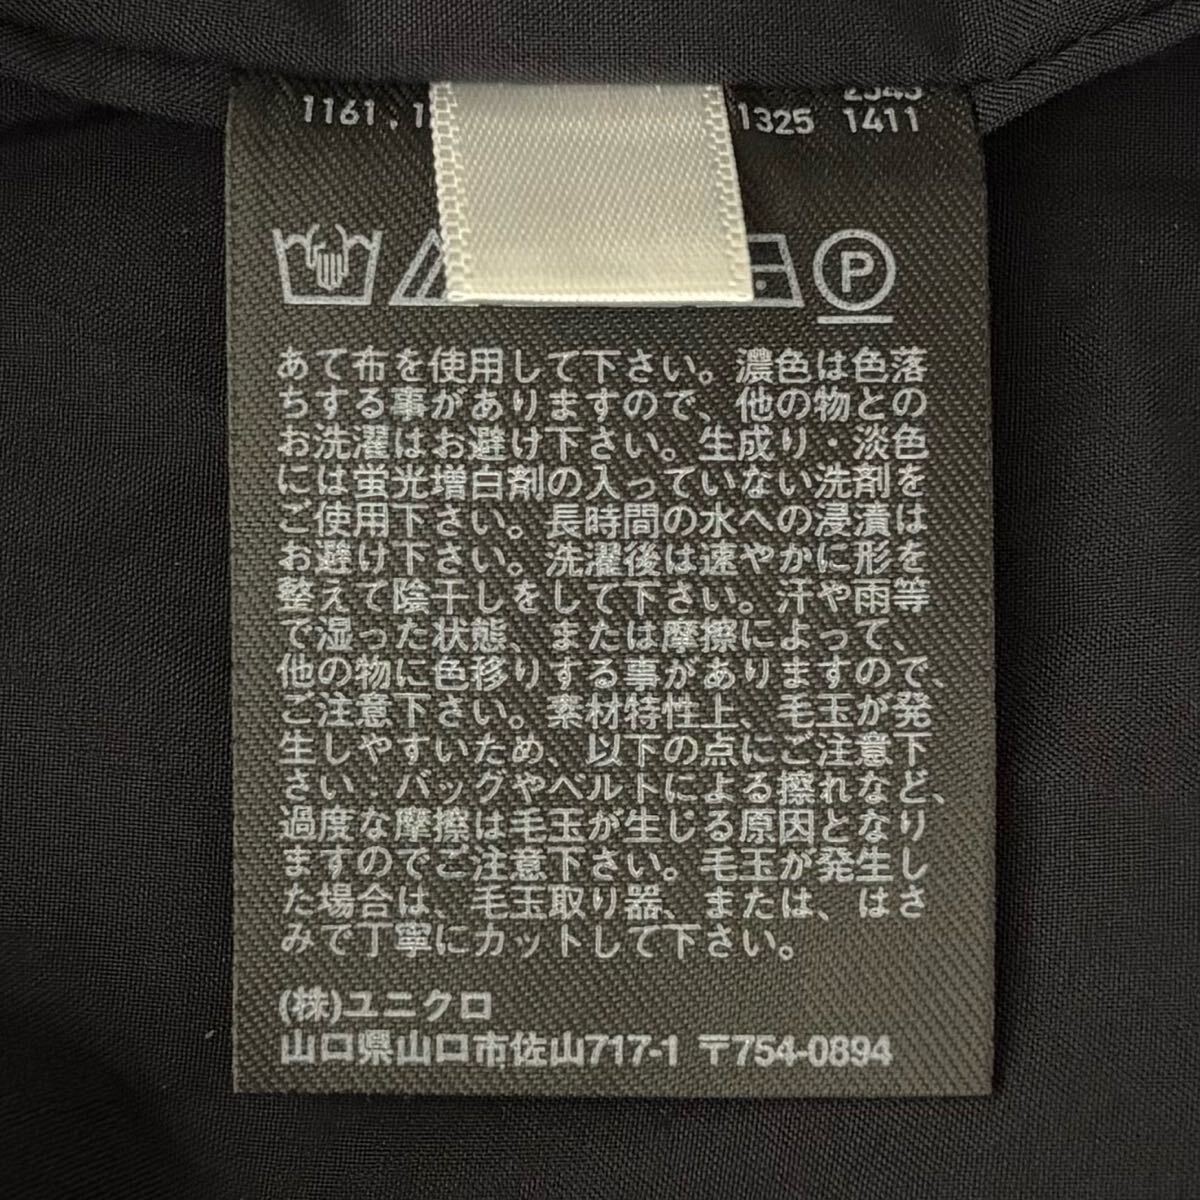 1161 . 1
1325 1411
P
あて布を使用して下さい。濃色は色落
ちする事がありますので、他の物との
お洗濯はお避け下さい。生成り・淡色
には蛍光増白剤の入っていない洗剤を
ご使用下さい。長時間の水への浸漬は
お避け下さい。洗濯後は速やかに形を
整えて陰干しをして下さい。汗や雨等
で湿った状態、または摩擦によって、
他の物に色移りする事がありますので、
ご注意下さい。素材特性上、毛玉が発
生しやすいため、以下の点にご注意下
さい。バッグやベルトによる擦れなど、
過度な摩擦は毛玉が生じる原因となり
ますのでご注意下さい。毛玉が発生し
た場合は、毛玉取り器、または、はさ
みで丁寧にカットして下さい。
(株)ユニクロ
山口県山口市佐山717-1 〒754-0894